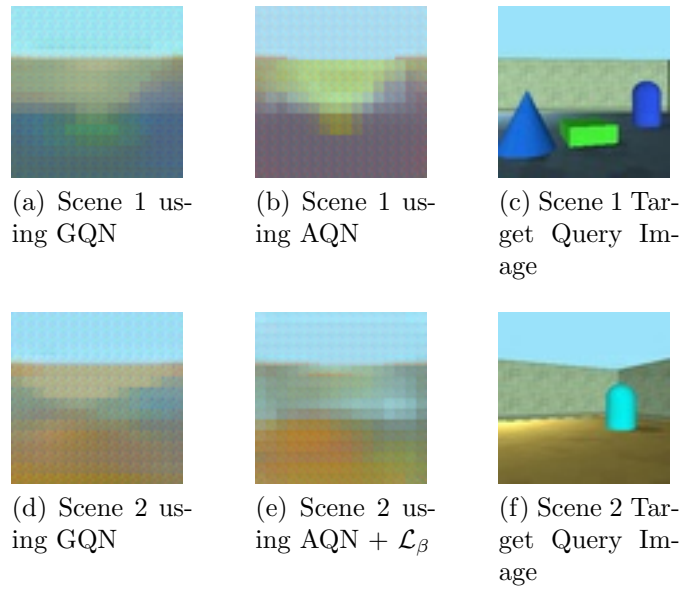 (a) Scene 1 us-
ing GQN
(b) Scene 1 us-
ing AQN
(c) Scene 1 Tar-
get Query Im-
age
(d) Scene 2 us-
ing GQN
(e) Scene 2 us-
ing AQN + ℒβ
(f) Scene 2 Tar-
get Query Im-
age